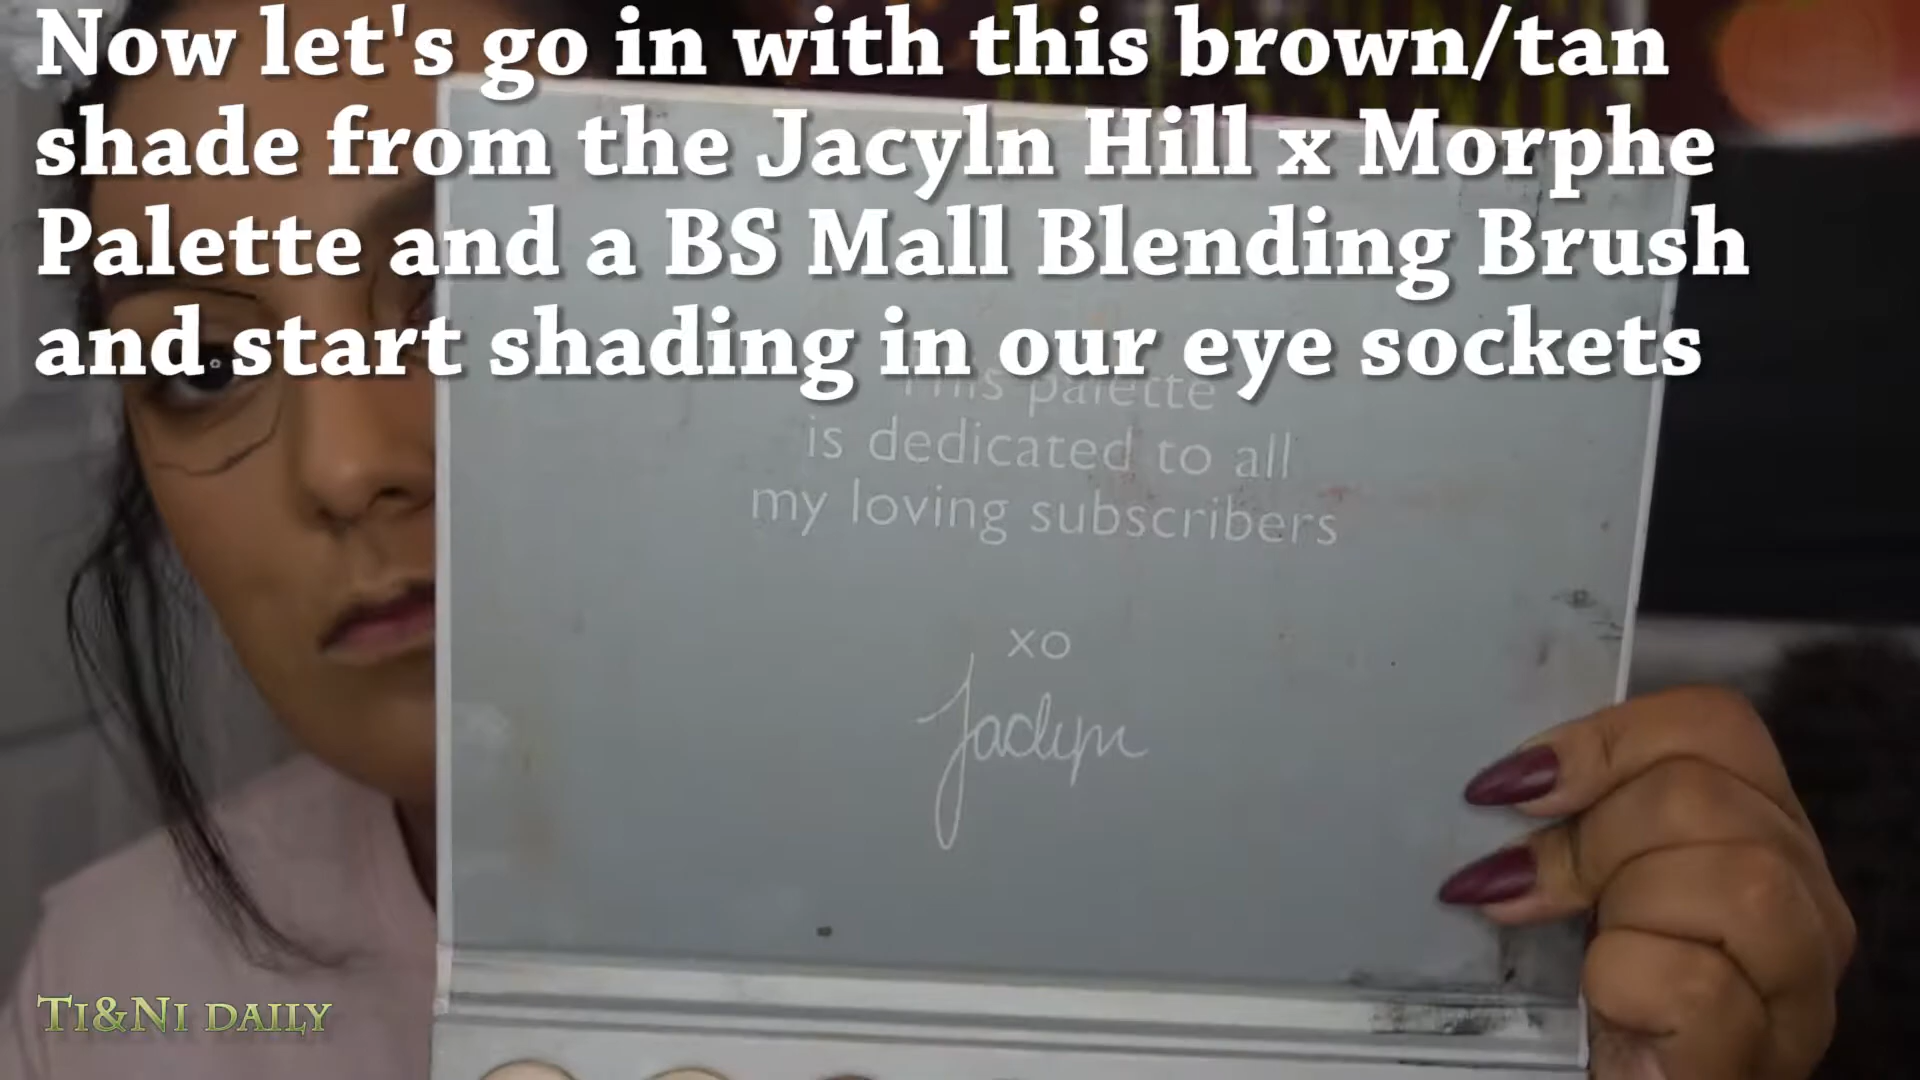 Now let's go in with this brown/tan
shade from the Jacyln Hill x Morphe
Palette and a BS Mall Blending Brush
and start shading in our eye sockets
This palette
is dedicated to all
my loving subscribers
xo
Jaclyn
Ti&Ni daily